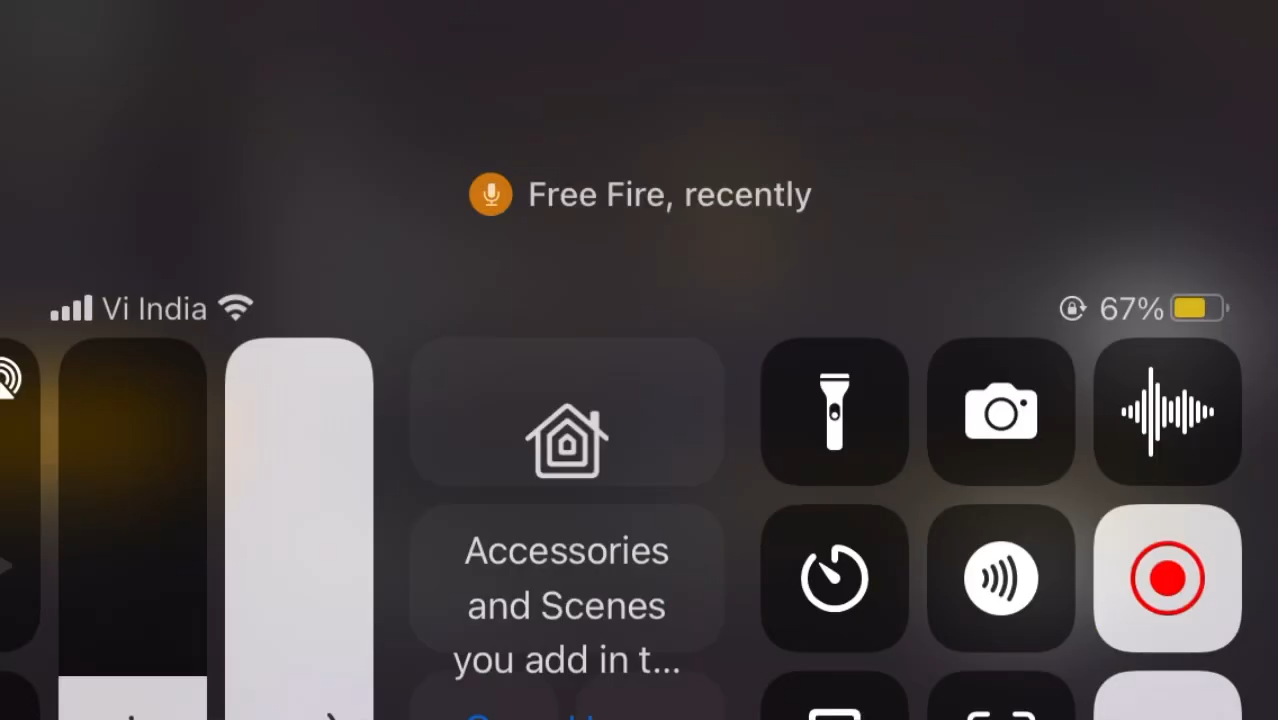 Free Fire, recently
Vi India
67%
Accessories
and Scenes
you add in t...